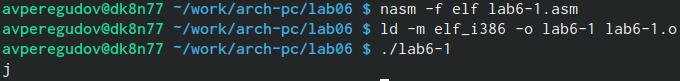 avperegudov@dk8n77 ~/work/arch-pc/lab06 $ nasm -f elf lab6-1.asm
avperegudov@dk8n77 ~/work/arch-pc/lab06 $ ld -m elf_i386 -o lab6-1 lab6-1.o
avperegudov@dk8n77 ~/work/arch-pc/lab06 $ ./lab6-1
j